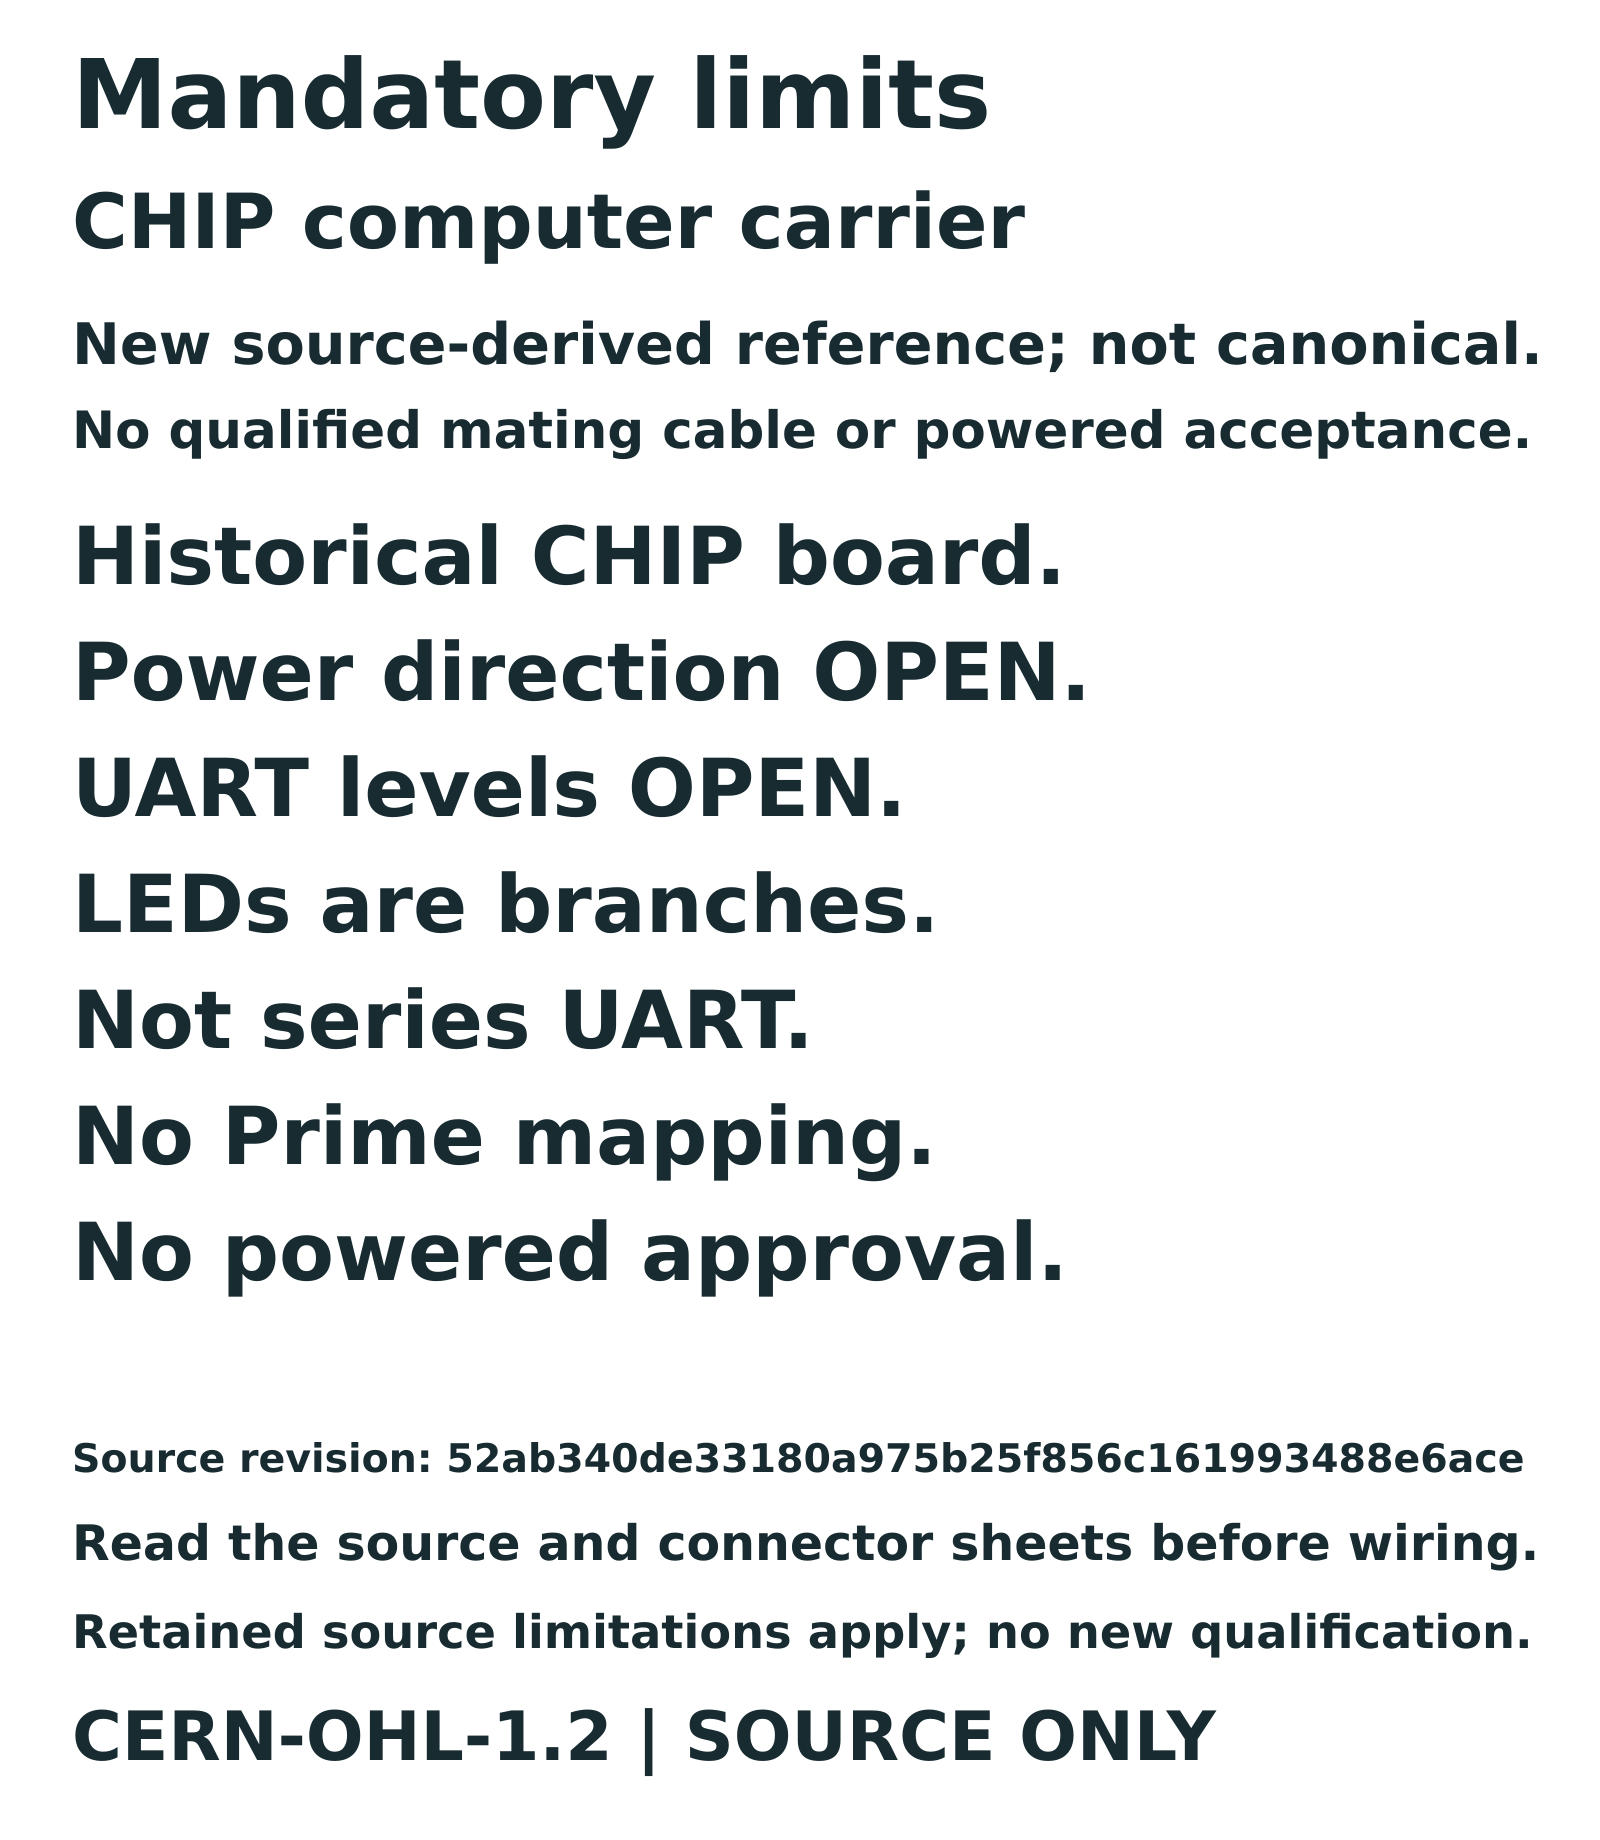 Mandatory limits
CHIP computer carrier
New source-derived reference; not canonical.
No qualified mating cable or powered acceptance.
Historical CHIP board.
Power direction OPEN.
UART levels OPEN.
LEDs are branches.
Not series UART.
No Prime mapping.
No powered approval.
Source revision: 52ab340de33180a975b25f856c161993488e6ace
Read the source and connector sheets before wiring.
Retained source limitations apply; no new qualification.
CERN-OHL-1.2 | SOURCE ONLY